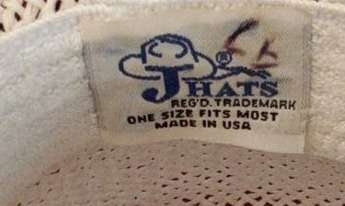 J HATS ®
REG'D. TRADEMARK
ONE SIZE FITS MOST
MADE IN USA